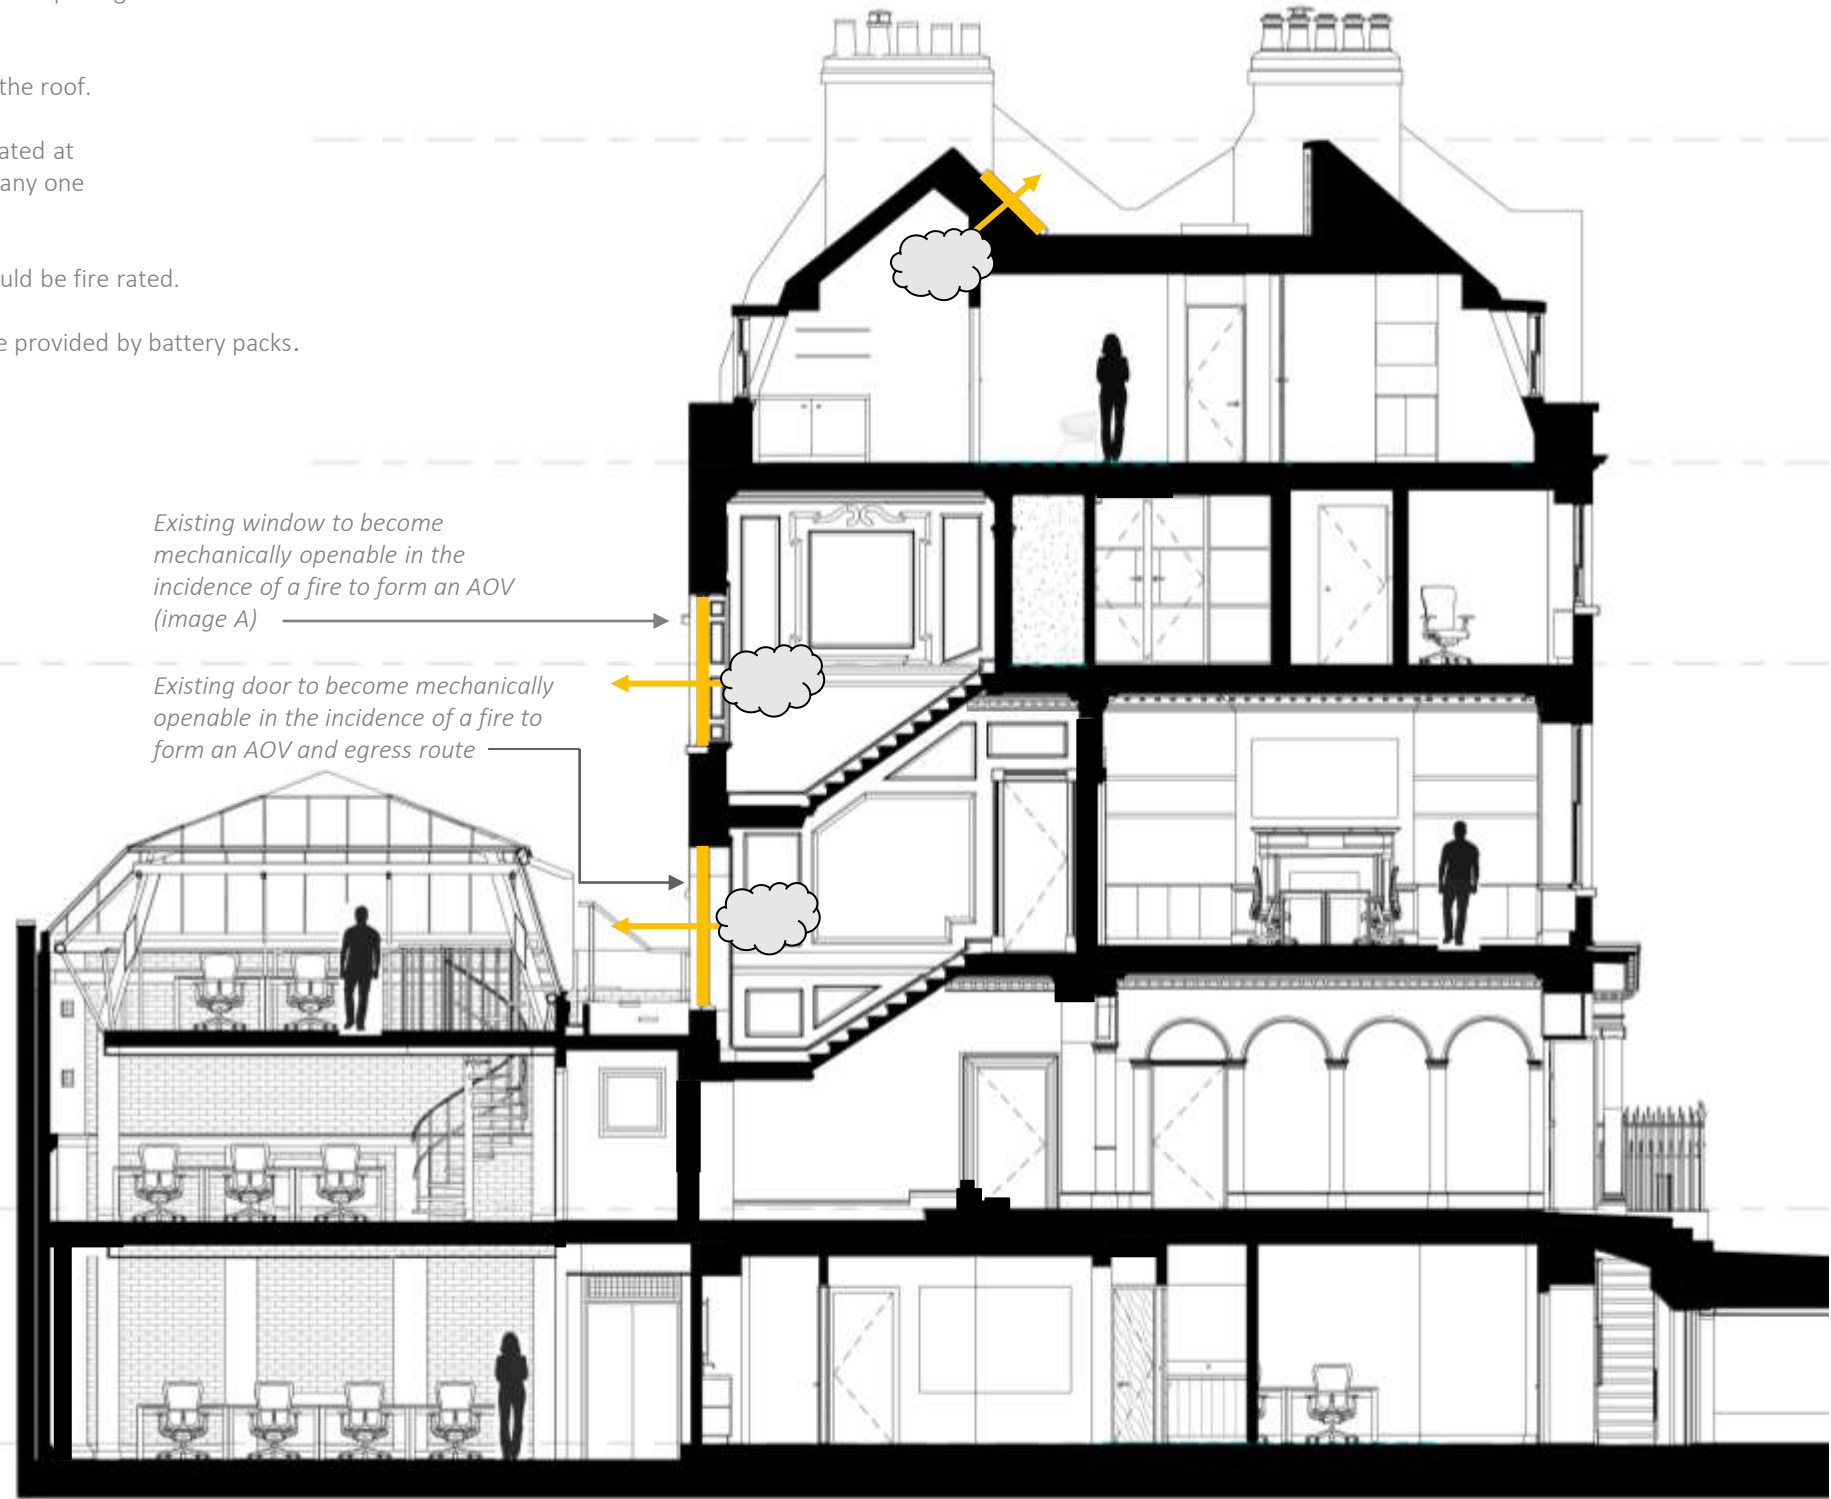 the roof.
ated at
any one
uld be fire rated.
e provided by battery packs.
Existing window to become
mechanically openable in the
incidence of a fire to form an AOV
(image A)
Existing door to become mechanically
openable in the incidence of a fire to
form an AOV and egress route